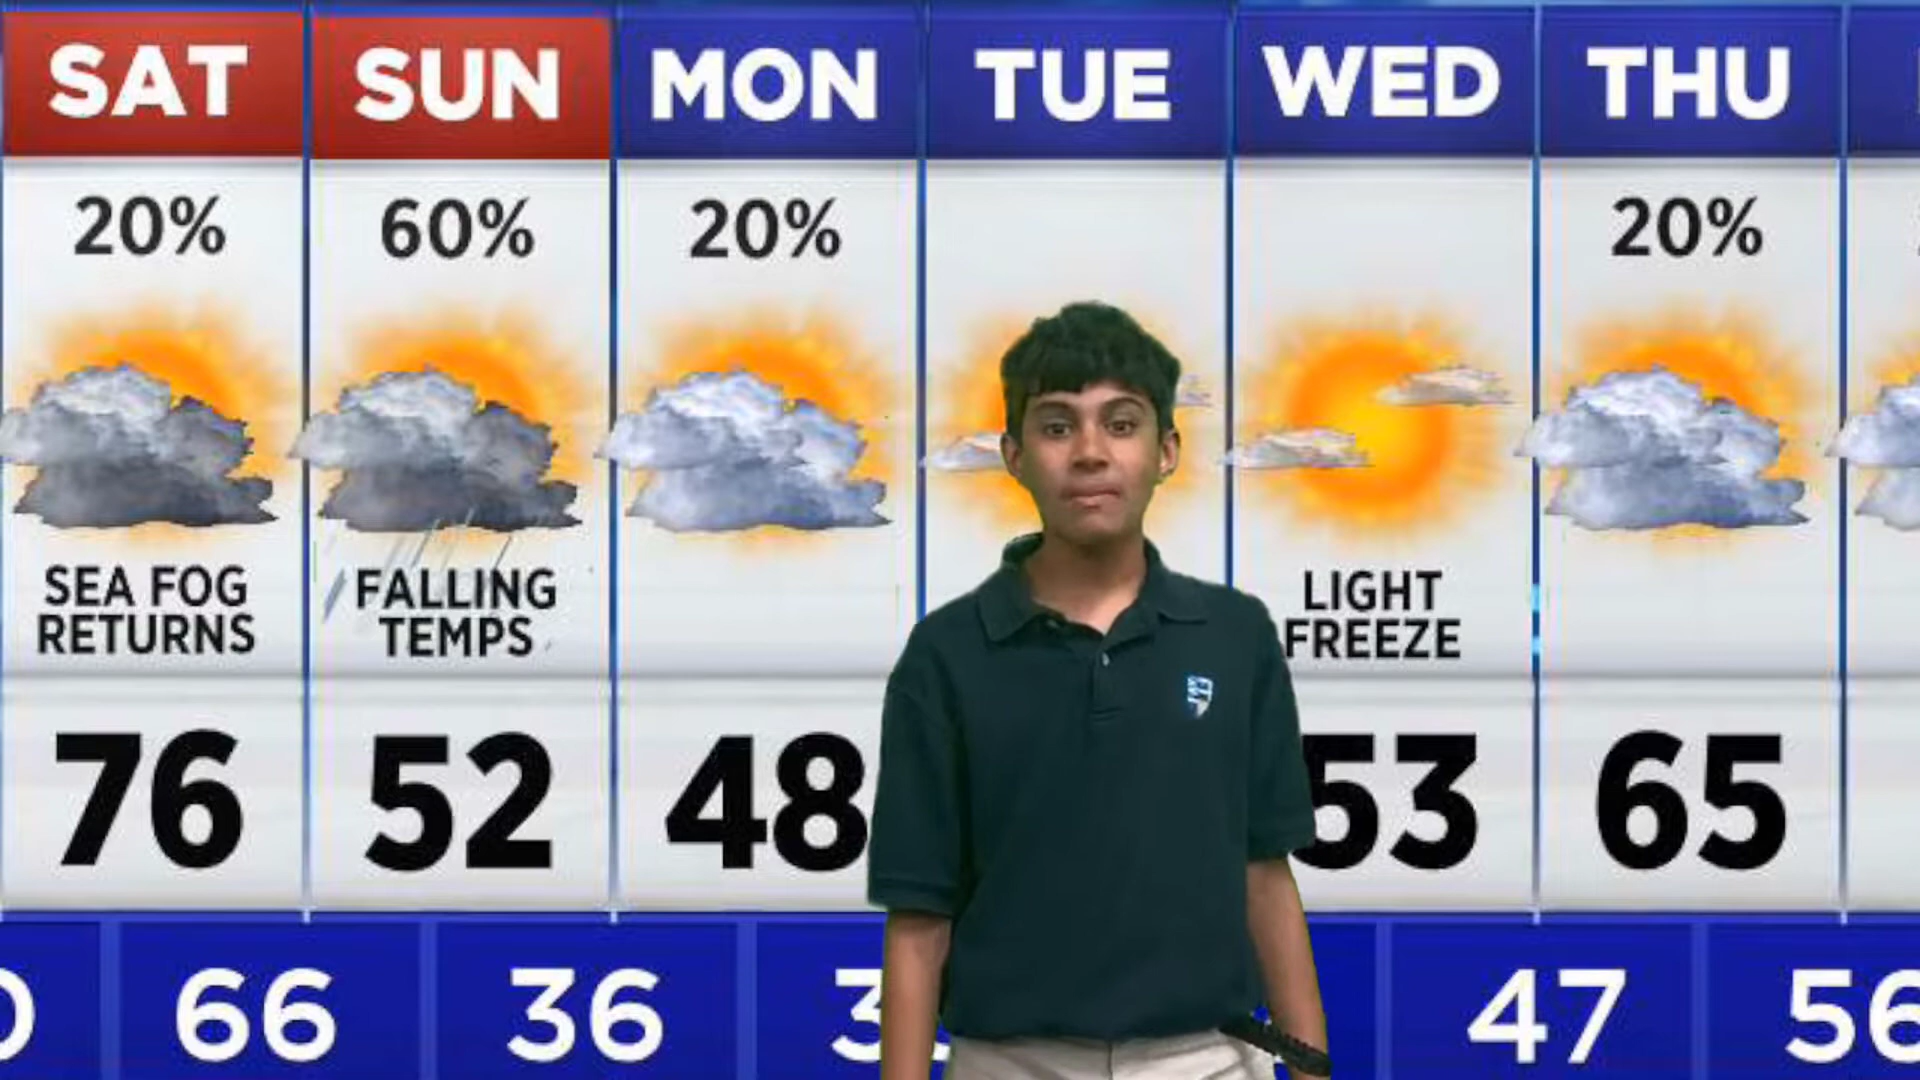 SAT SUN MON TUE WED THU
20% 60% 20% 20%
SEA FOG RETURNS
FALLING TEMPS
LIGHT FREEZE
76 52 48 53 65
66 36 47 56